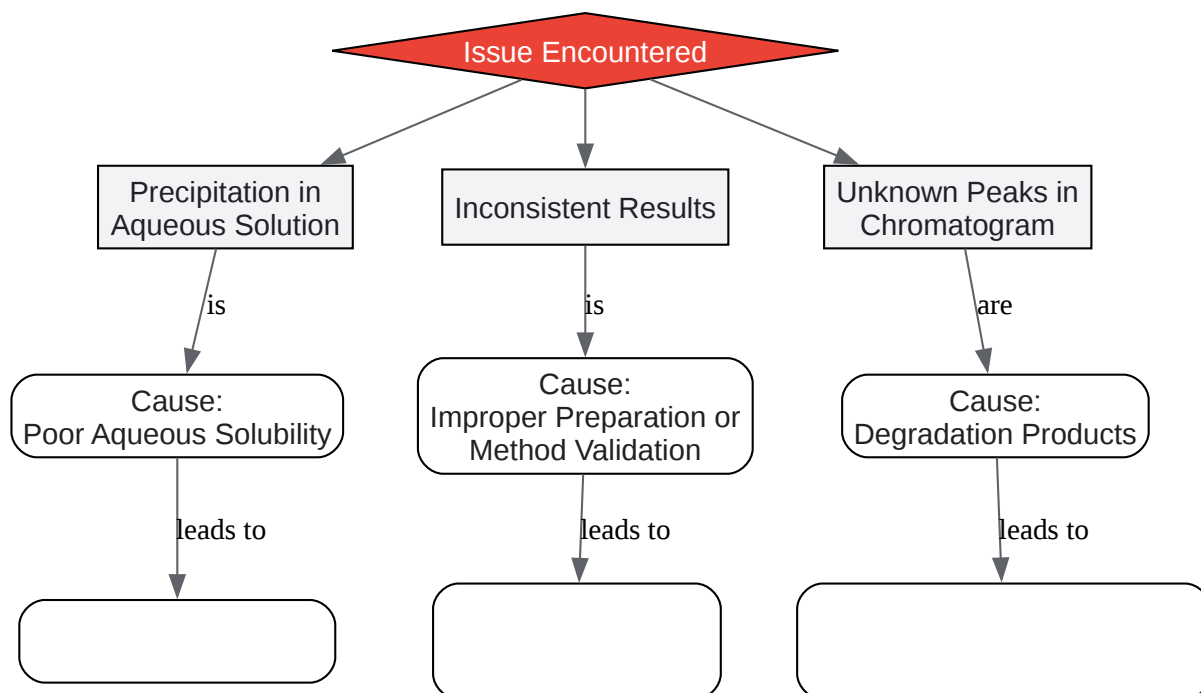 Issue Encountered
Precipitation in
Aqueous Solution
Inconsistent Results
Unknown Peaks in
Chromatogram
is
is
are
Cause:
Poor Aqueous Solubility
Cause:
Improper Preparation or
Method Validation
Cause:
Degradation Products
leads to
leads to
leads to